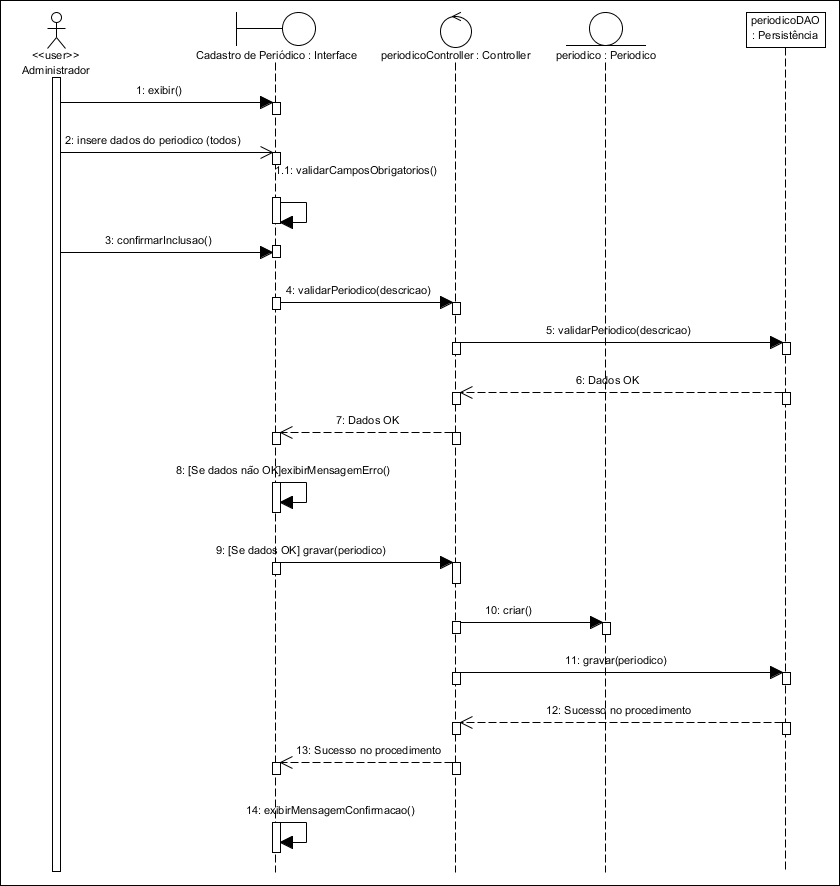 <<user>>
Administrador
Cadastro de Periódico : Interface
periodicoController : Controller
periodico : Periodico
periodicoDAO
: Persistência
1: exibir()
2: insere dados do periodico (todos)
1.1: validarCamposObrigatorios()
3: confirmarInclusao()
4: validarPeriodico(descricao)
5: validarPeriodico(descricao)
6: Dados OK
7: Dados OK
8: [Se dados não OK]exibirMensagemErro()
9: [Se dados OK] gravar(periodico)
10: criar()
11: gravar(periodico)
12: Sucesso no procedimento
13: Sucesso no procedimento
14: exibirMensagemConfirmacao()